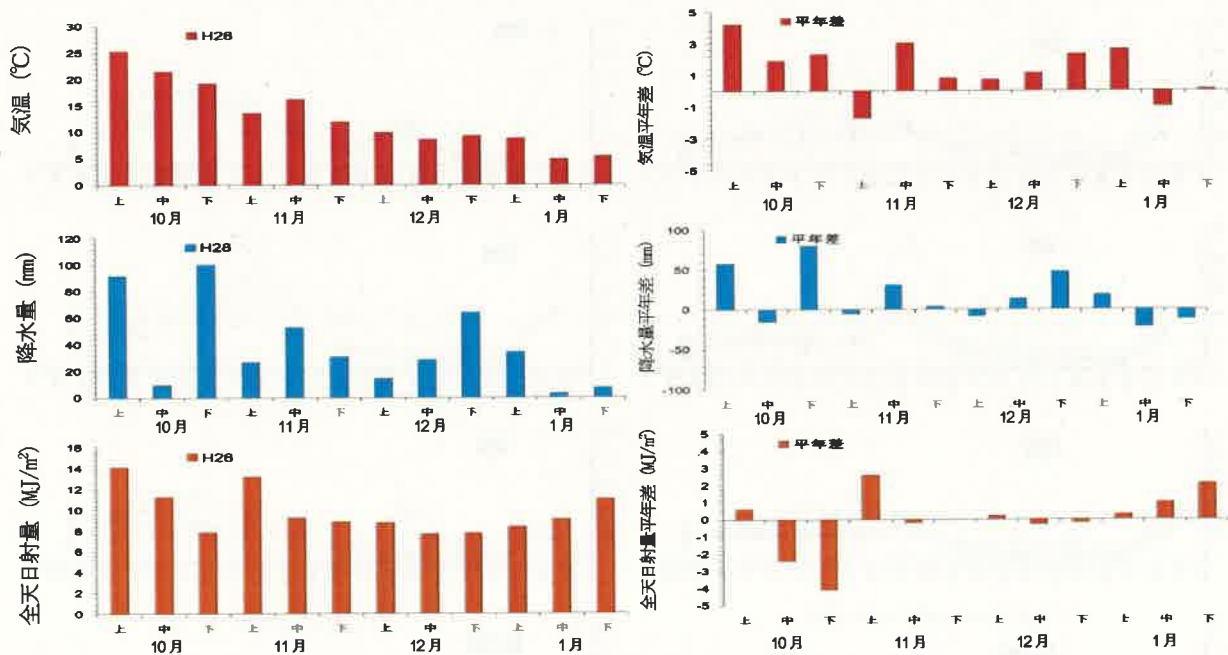 気温 (℃)
30
25
20
15
10
5
0
H28
上 中 下 上 中 下 上 中 下 上 中 下
10月 11月 12月 1月
気温平年差 (℃)
5
3
1
-1
-3
-5
平年差
上 中 下 上 中 下 上 中 下 上 中 下
10月 11月 12月 1月
降水量 (mm)
120
100
80
60
40
20
0
H28
上 中 下 上 中 下 上 中 下 上 中 下
10月 11月 12月 1月
降水量平年差 (mm)
100
50
0
-50
-100
平年差
上 中 下 上 中 下 上 中 下 上 中 下
10月 11月 12月 1月
全天日射量 (MJ/㎡)
16
14
12
10
8
6
4
2
0
H28
上 中 下 上 中 下 上 中 下 上 中 下
10月 11月 12月 1月
全天日射量平年差 (MJ/㎡)
5
4
3
2
1
0
-1
-2
-3
-4
-5
平年差
上 中 下 上 中 下 上 中 下 上 中 下
10月 11月 12月 1月